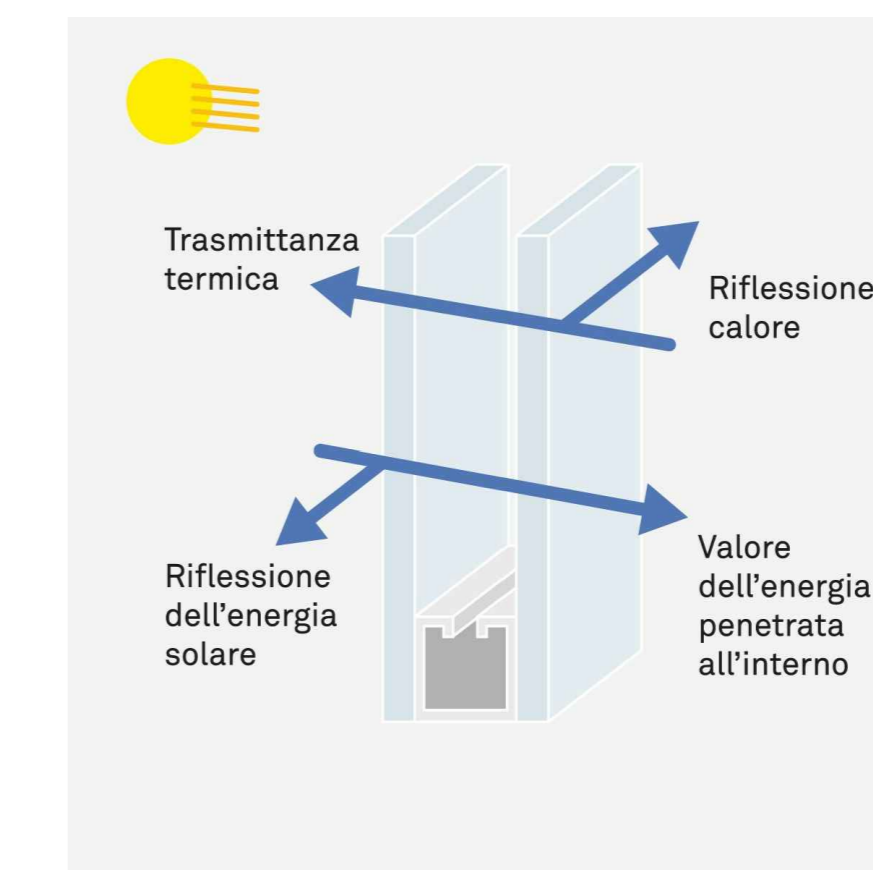 Trasmittanza
termica
Riflessione
calore
Riflessione
dell’energia
solare
Valore
dell’energia
penetrata
all’interno